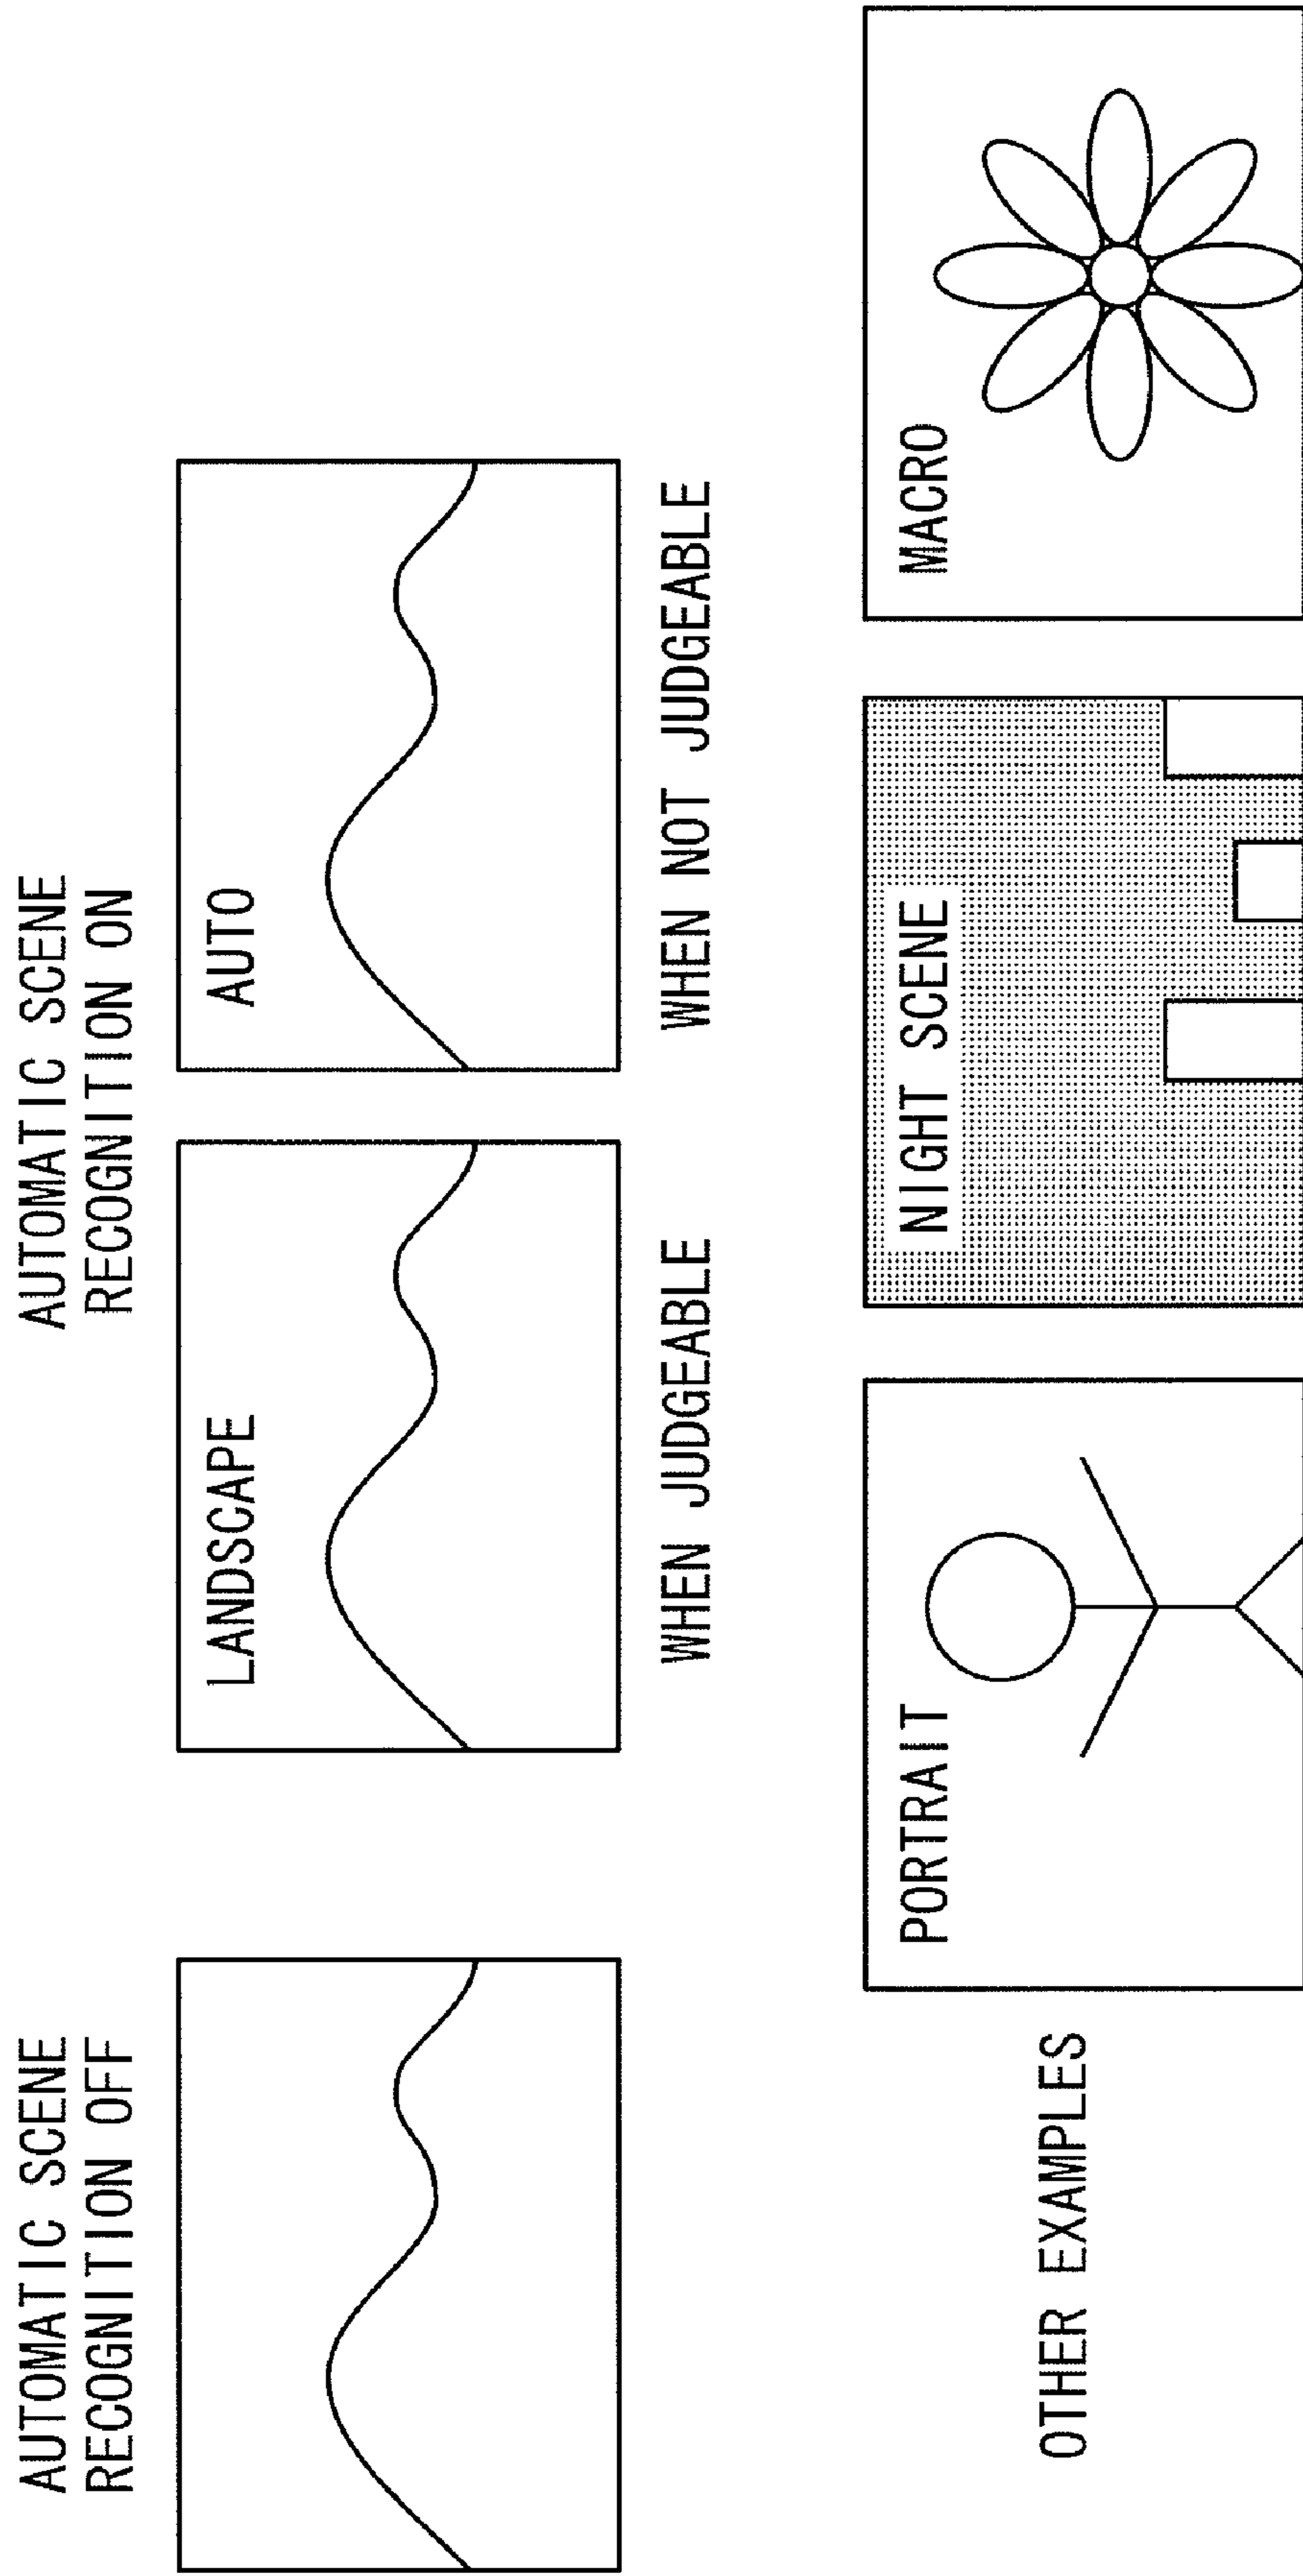 AUTOMATIC SCENE
RECOGNITION OFF
AUTOMATIC SCENE
RECOGNITION ON
LANDSCAPE
AUTO
WHEN JUDGEABLE
WHEN NOT JUDGEABLE
OTHER EXAMPLES
PORTRAIT
NIGHT SCENE
MACRO